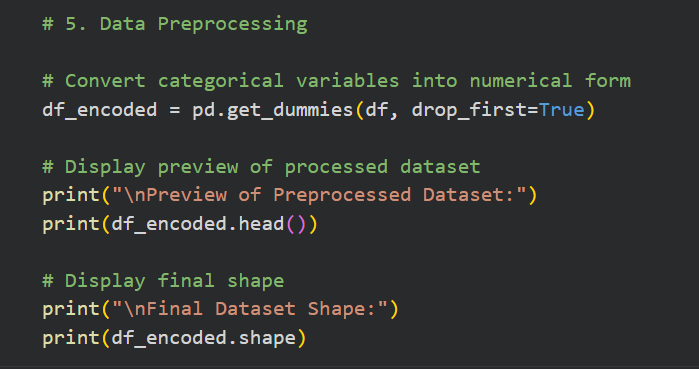 # 5. Data Preprocessing
# Convert categorical variables into numerical form
df_encoded = pd.get_dummies(df, drop_first=True)
# Display preview of processed dataset
print("\nPreview of Preprocessed Dataset:")
print(df_encoded.head())
# Display final shape
print("\nFinal Dataset Shape:")
print(df_encoded.shape)